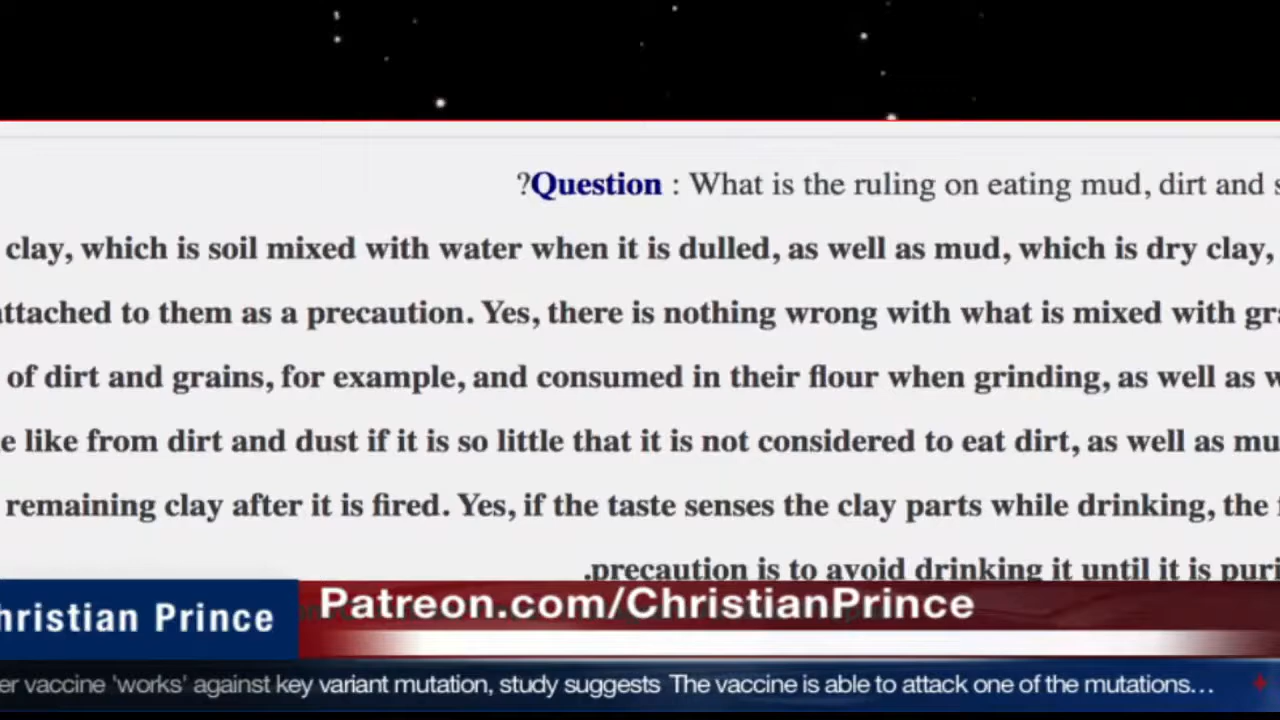 ?Question : What is the ruling on eating mud, dirt and
clay, which is soil mixed with water when it is dulled, as well as mud, which is dry clay,
attached to them as a precaution. Yes, there is nothing wrong with what is mixed with
of dirt and grains, for example, and consumed in their flour when grinding, as well as
like from dirt and dust if it is so little that it is not considered to eat dirt, as well as
remaining clay after it is fired. Yes, if the taste senses the clay parts while drinking, the
.precaution is to avoid drinking it until it is
Christian Prince
Patreon.com/ChristianPrince
vaccine 'works' against key variant mutation, study suggests The vaccine is able to attack one of the mutations...